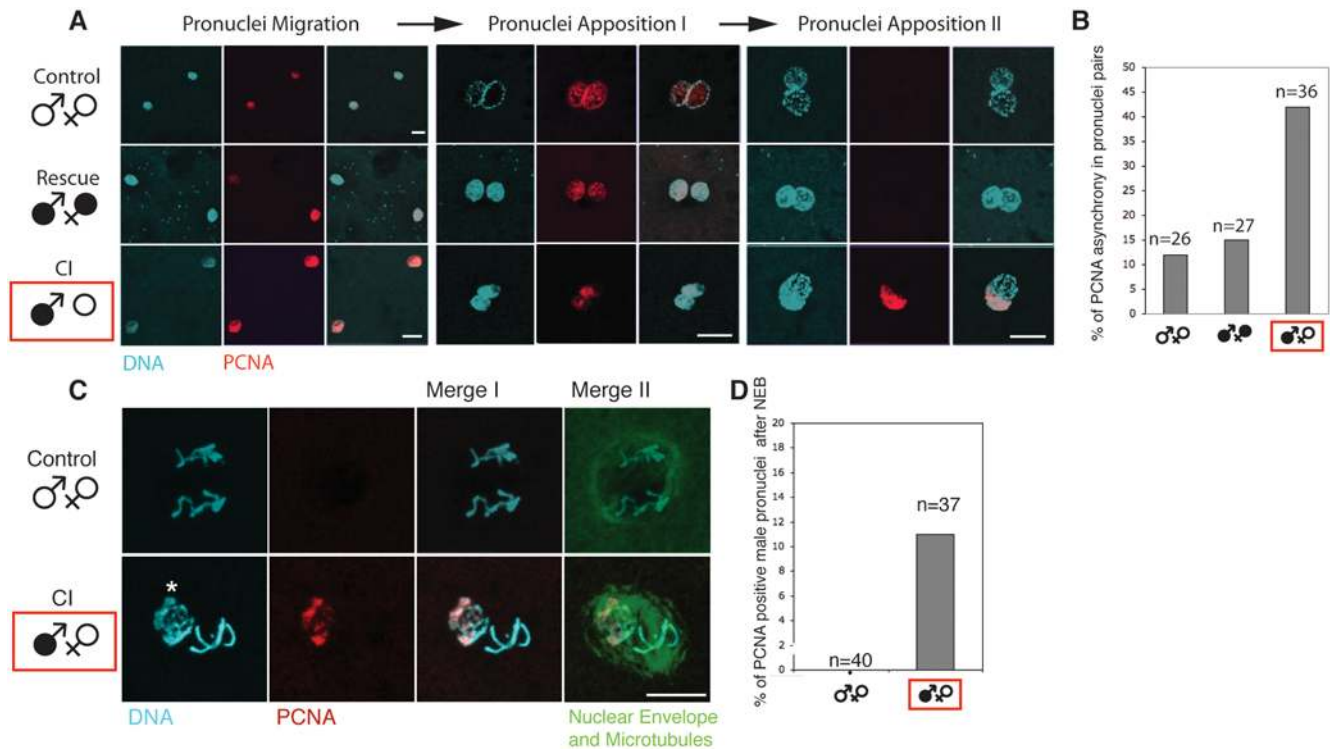 A
Pronuclei Migration
Pronuclei Apposition I
Pronuclei Apposition II
Control
Rescue
CI
DNA
PCNA
B
% of PCNA asynchrony in pronuclei pairs
50
45
40
35
30
25
20
15
10
5
0
n=26
n=27
n=36
C
Merge I
Merge II
Control
CI
*
DNA
PCNA
Nuclear Envelope
and Microtubules
D
% of PCNA positive male pronuclei after NEB
20
18
16
14
12
10
8
6
4
2
0
n=40
n=37